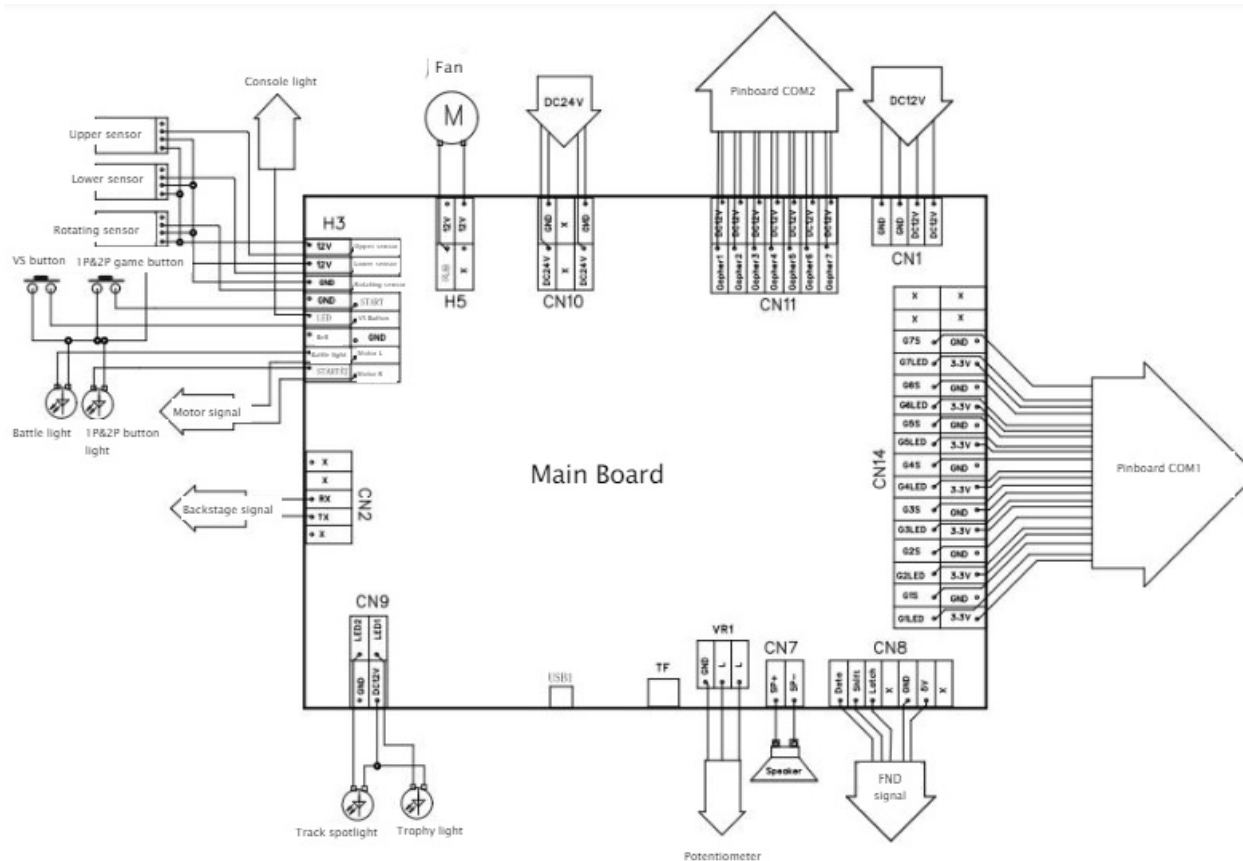 Console light
Fan
M
DC24V
Pinboard COM2
DC12V
Upper sensor
Lower sensor
Rotating sensor
VS button
1P&2P game button
H3
12V
Upper sensor
12V
Lower sensor
GND
Rotating sensor
GND
START
LED
VS Button
GND
Battle light
Motor L
Motor R
Motor signal
Battle light
1P&2P button
light
12V
12V
X
H5
GND
X
GND
DC24V
X
DC24V
CN10
DC12V
DC12V
DC12V
DC12V
DC12V
DC12V
DC12V
Gopher1
Gopher2
Gopher3
Gopher4
Gopher5
Gopher6
Gopher7
CN11
GND
GND
DC12V
DC12V
CN1
X
X
X
X
G7S
GND
G7LED
3.3V
G6S
GND
G6LED
3.3V
G5S
GND
G5LED
3.3V
G4S
GND
G4LED
3.3V
G3S
GND
G3LED
3.3V
G2S
GND
G2LED
3.3V
G1S
GND
G1LED
3.3V
CN14
Pinboard COM1
Main Board
X
X
RX
TX
X
CN2
Backstage signal
CN9
LED2
LED1
GND
DC12V
Track spotlight
Trophy light
USB1
TF
VR1
GND
L
L
Potentiometer
CN7
SP+
SP-
Speaker
CN8
Data
Shift
Latch
X
GND
5V
X
FND
signal